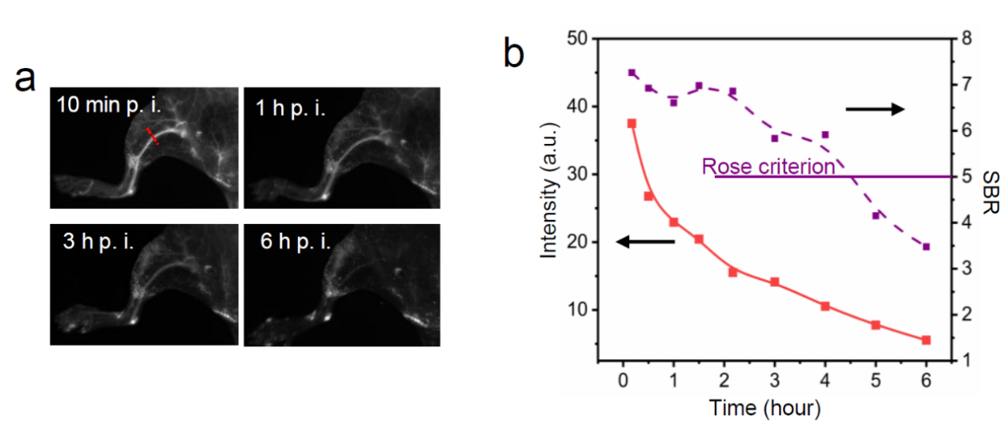 a
10 min p. i.
1 h p. i.
3 h p. i.
6 h p. i.
b
50
40
30
20
10
Intensity (a.u.)
8
7
6
5
4
3
2
1
SBR
Rose criterion
0 1 2 3 4 5 6
Time (hour)